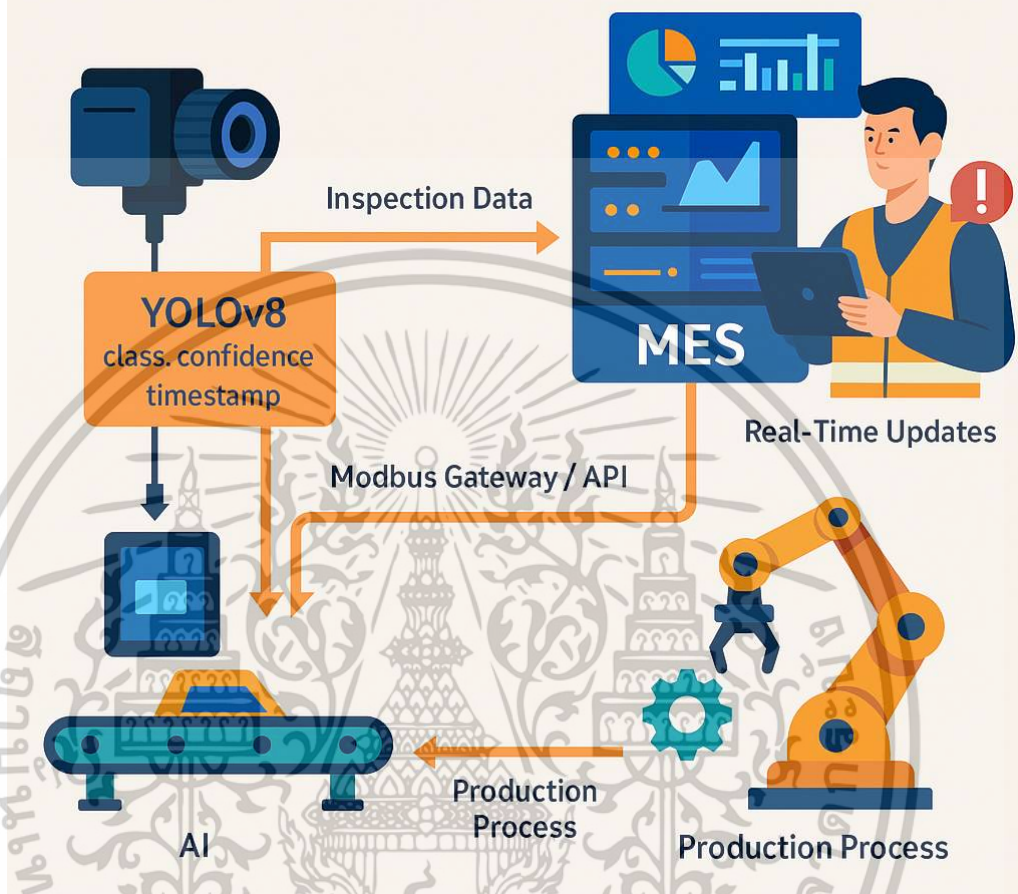 Inspection Data
YOLOv8
class. confidence
timestamp
MES
Real-Time Updates
Modbus Gateway / API
Production
Process
AI
Production Process